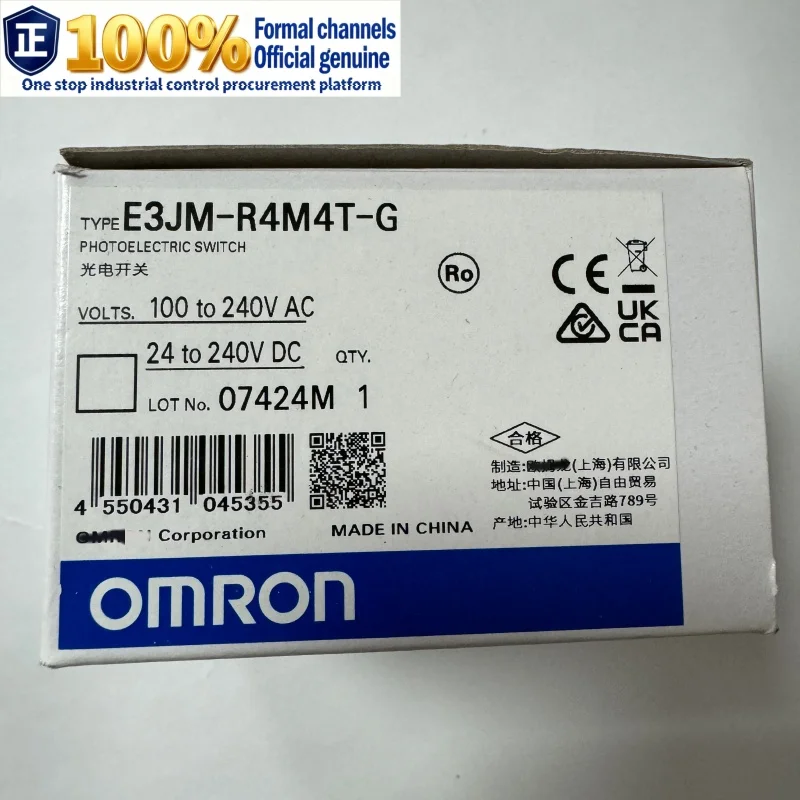 正 100% Formal channels
Official genuine
One stop industrial control procurement platform
TYPE E3JM-R4M4T-G
PHOTOELECTRIC SWITCH
光电开关
Ro
CE
UK
CA
VOLTS. 100 to 240V AC
24 to 240V DC QTY.
LOT No. 07424M 1
合格
制造:(上海)有限公司
地址:中国(上海)自由贸易
试验区金吉路789号
产地:中华人民共和国
4 550431 045355
Corporation MADE IN CHINA
OMRON